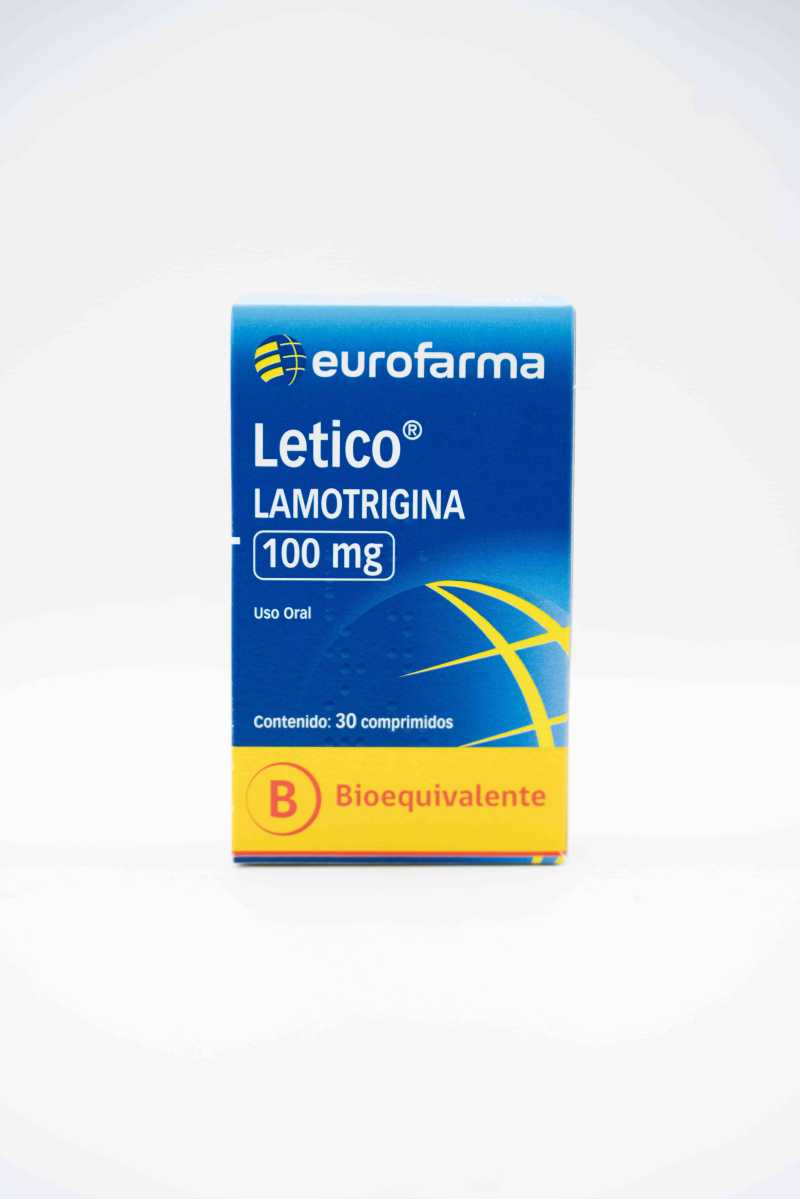 eurofarma
Letico®
LAMOTRIGINA
100 mg
Uso Oral
Contenido: 30 comprimidos
B Bioequivalente